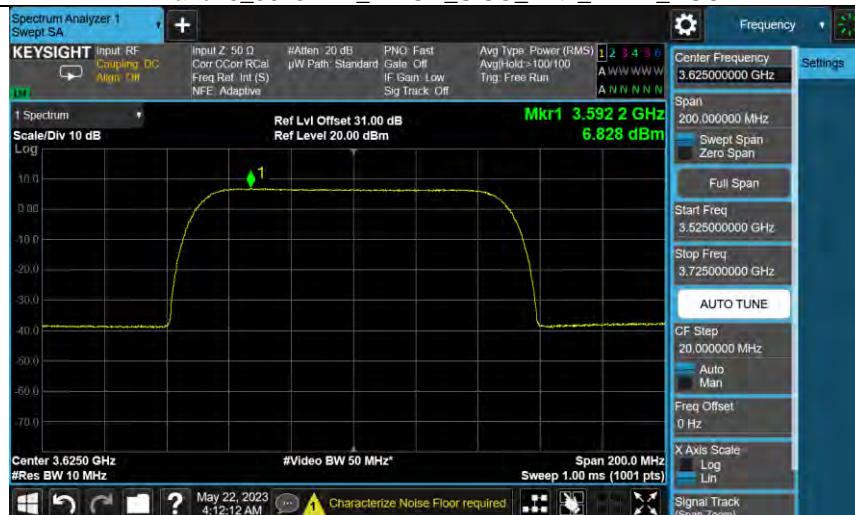 Spectrum Analyzer 1
Swept SA
+
Frequency
KEYSIGHT
Input: RF
Coupling: DC
Align: Off
Input Z: 50 Ω
Corr CCorr RCal
Freq Ref: Int (S)
NFE: Adaptive
#Atten: 20 dB
µW Path: Standard
PNO: Fast
Gate: Off
IF Gain: Low
Sig Track: Off
Avg Type: Power (RMS)
Avg|Hold:>100/100
Trig: Free Run
1 2 3 4 5 6
A W W W W W
A N N N N N
LM
1 Spectrum
Scale/Div 10 dB
Log
Ref Lvl Offset 31.00 dB
Ref Level 20.00 dBm
Mkr1 3.592 2 GHz
6.828 dBm
1
10.0
0.00
-10.0
-20.0
-30.0
-40.0
-50.0
-60.0
-70.0
Center 3.6250 GHz
#Res BW 10 MHz
#Video BW 50 MHz*
Span 200.0 MHz
Sweep 1.00 ms (1001 pts)
?
May 22, 2023
4:12:12 AM
Characterize Noise Floor required
Center Frequency
3.625000000 GHz
Settings
Span
200.000000 MHz
Swept Span
Zero Span
Full Span
Start Freq
3.525000000 GHz
Stop Freq
3.725000000 GHz
AUTO TUNE
CF Step
20.000000 MHz
Auto
Man
Freq Offset
0 Hz
X Axis Scale
Log
Lin
Signal Track
(Span Zoom)